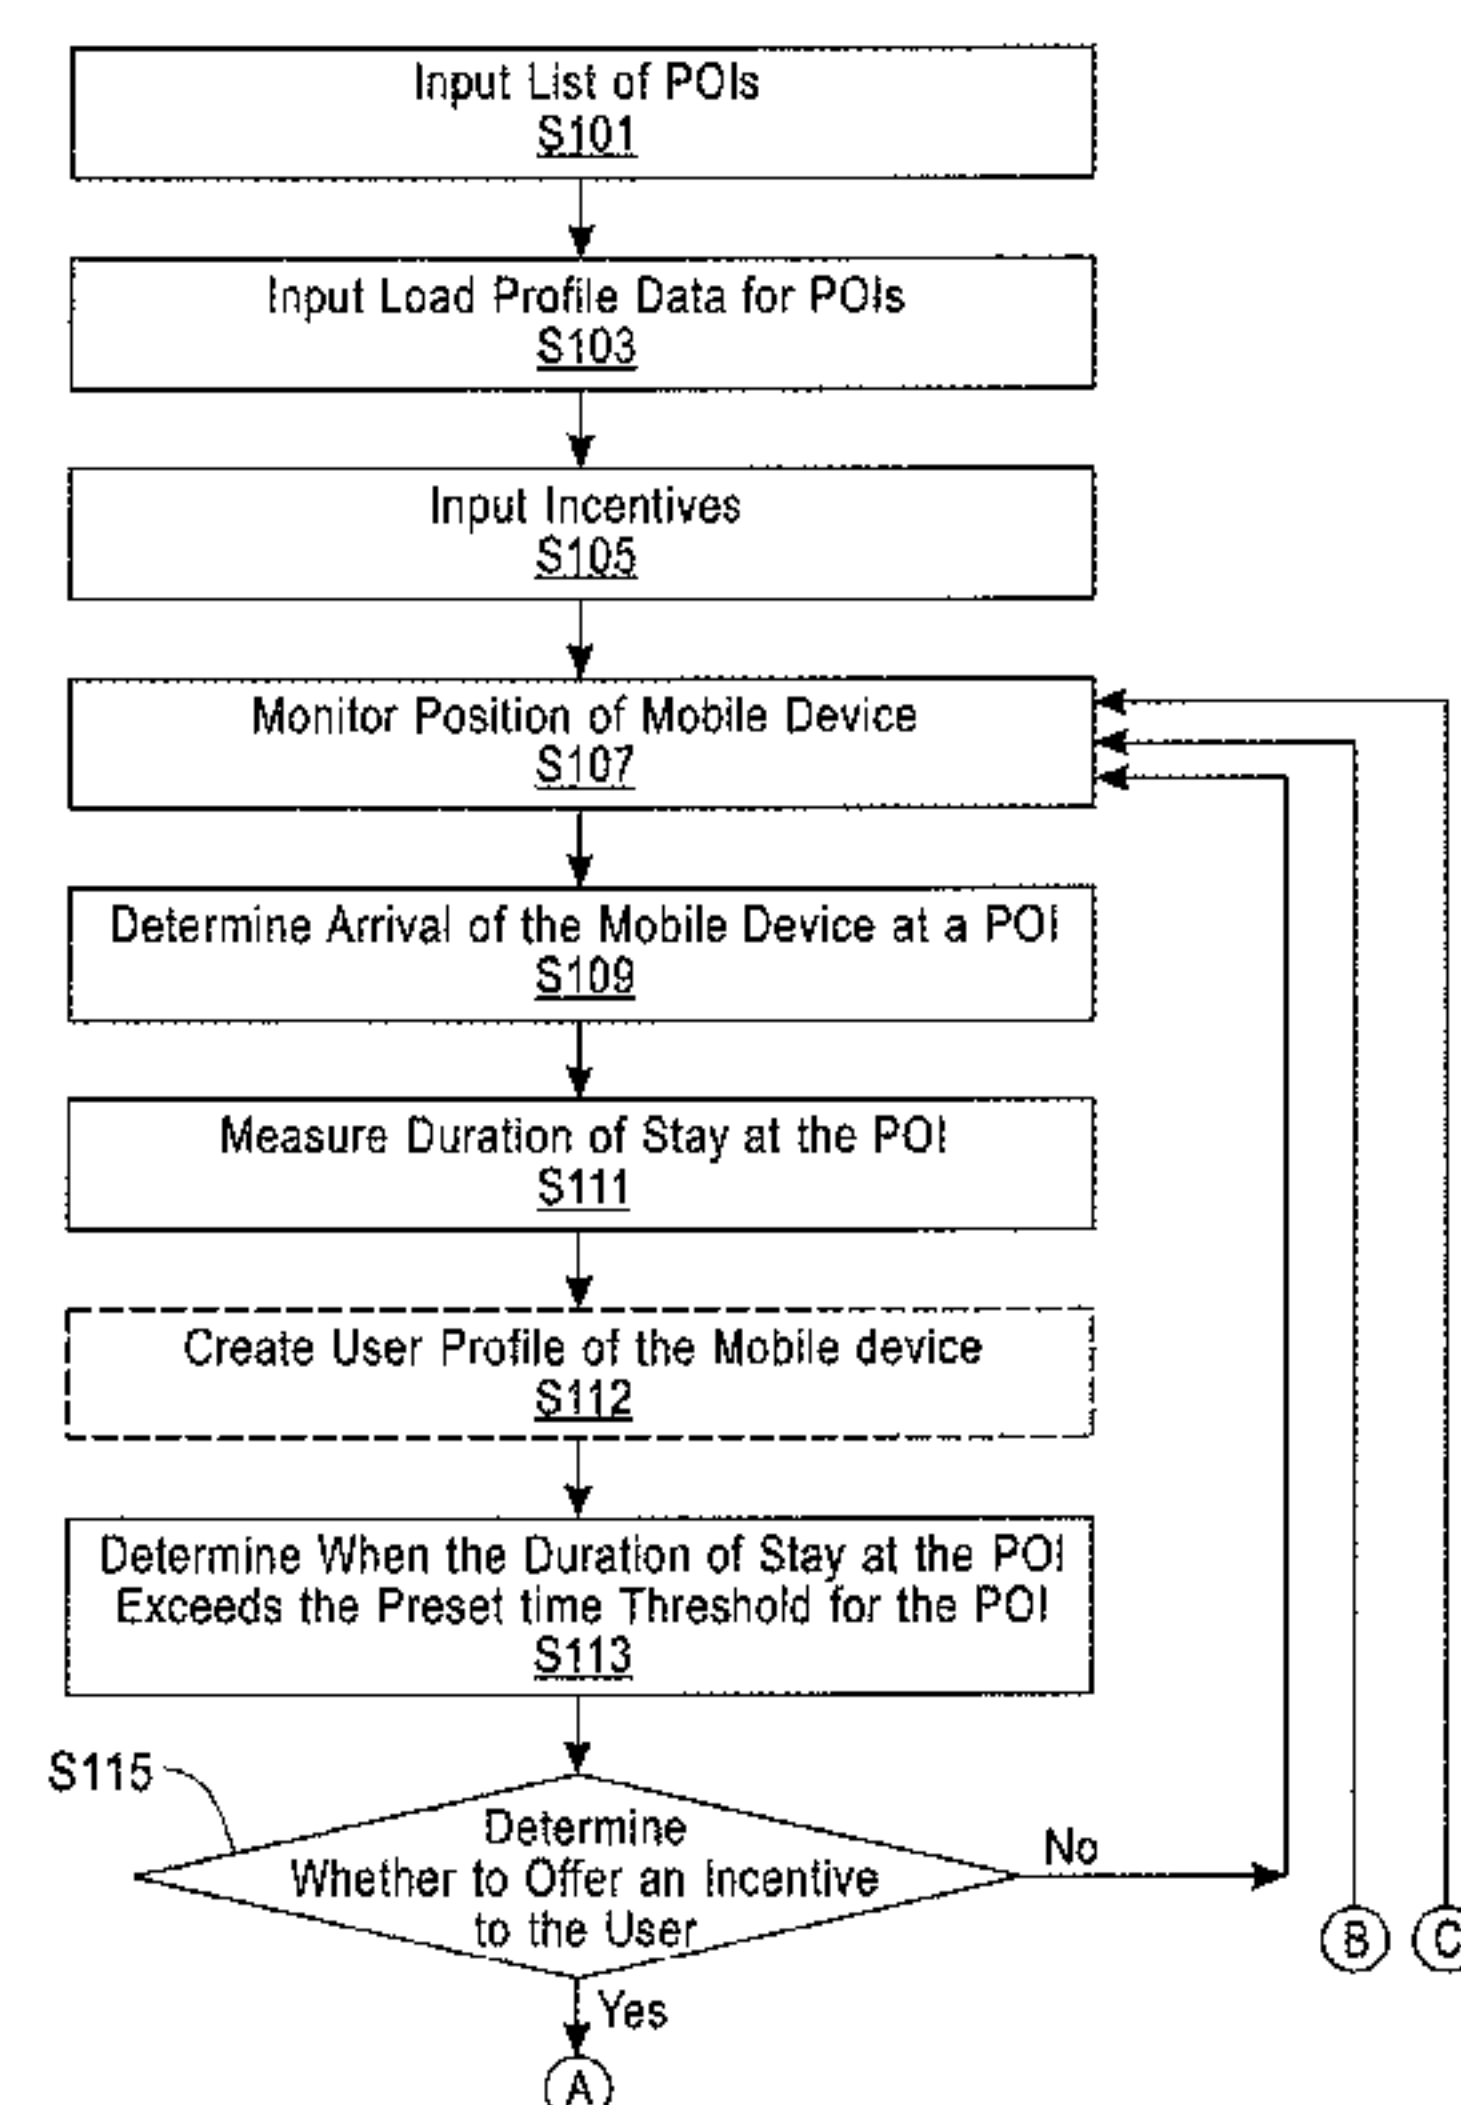 Input List of POIs
S101
Input Load Profile Data for POIs
S103
Input Incentives
S105
Monitor Position of Mobile Device
S107
Determine Arrival of the Mobile Device at a POI
S109
Measure Duration of Stay at the POI
S111
Create User Profile of the Mobile device
S112
Determine When the Duration of Stay at the POI
Exceeds the Preset time Threshold for the POI
S113
S115
Determine
Whether to Offer an Incentive
to the User
No
Yes
A
B
C